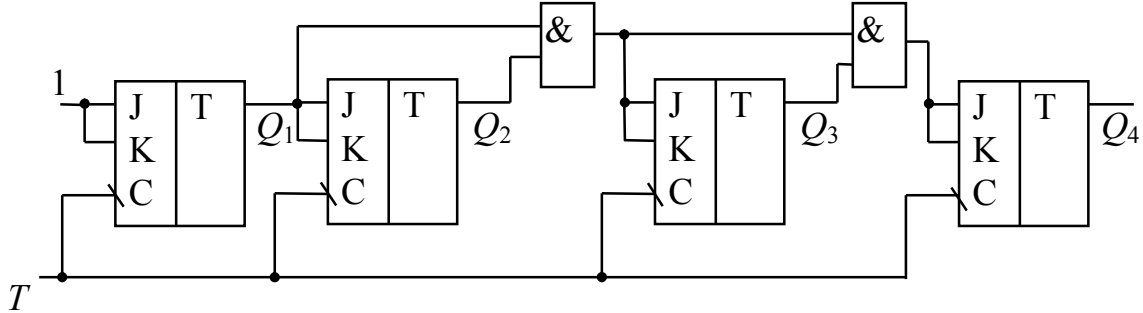 & &
1 J T J T J T J T
Q1 Q2 Q3 Q4
K K K K
C C C C
T